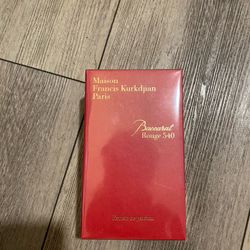 Maison
Francis Kurkdjian
Paris
Baccarat
Rouge 540
Extrait de parfum